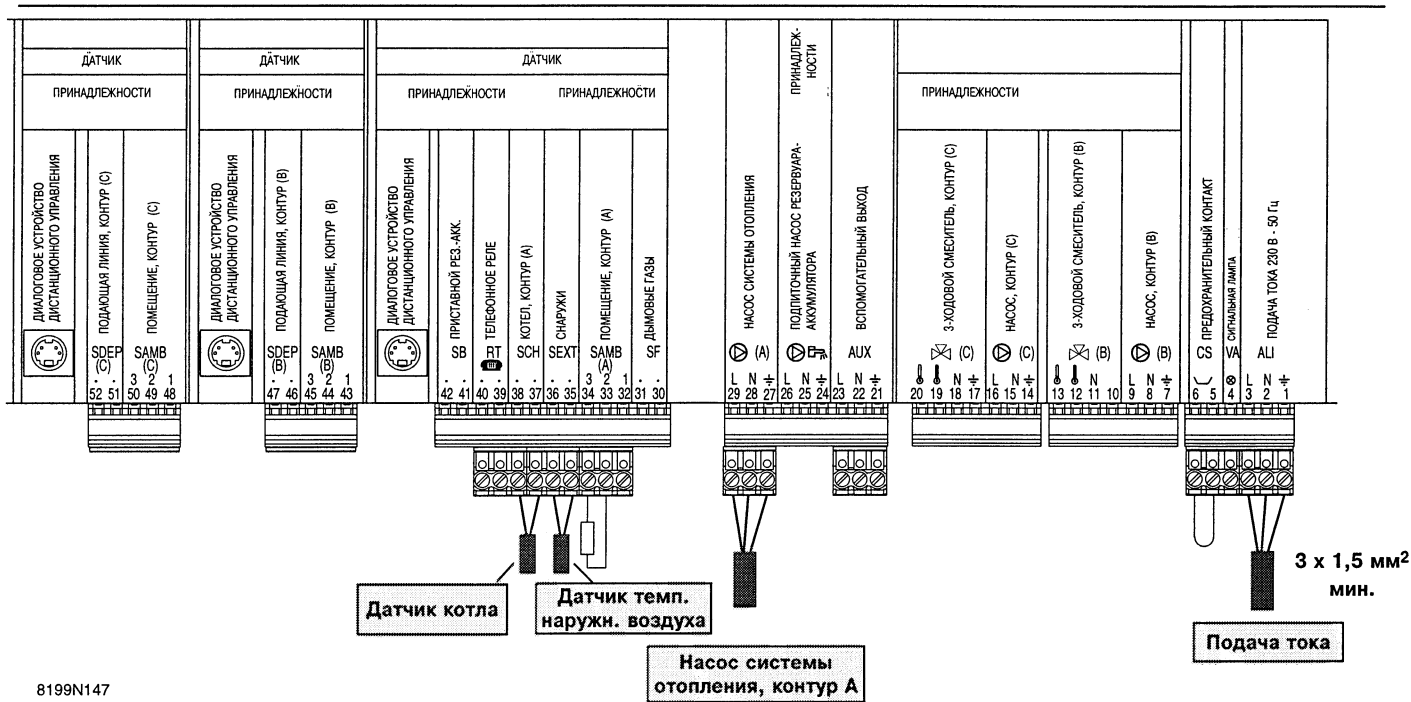 ДАТЧИК
ПРИНАДЛЕЖНОСТИ
ДИАЛОГОВОЕ УСТРОЙСТВО
ДИСТАНЦИОННОГО УПРАВЛЕНИЯ
ПОДАЮЩАЯ ЛИНИЯ, КОНТУР (C)
ПОМЕЩЕНИЕ, КОНТУР (C)
SDEP (C)
SAMB (C)
3 2 1
52 51 50 49 48
ДАТЧИК
ПРИНАДЛЕЖНОСТИ
ДИАЛОГОВОЕ УСТРОЙСТВО
ДИСТАНЦИОННОГО УПРАВЛЕНИЯ
ПОДАЮЩАЯ ЛИНИЯ, КОНТУР (B)
ПОМЕЩЕНИЕ, КОНТУР (B)
SDEP (B)
SAMB (B)
3 2 1
47 46 45 44 43
ДАТЧИК
ПРИНАДЛЕЖНОСТИ
ПРИНАДЛЕЖНОСТИ
ДИАЛОГОВОЕ УСТРОЙСТВО
ДИСТАНЦИОННОГО УПРАВЛЕНИЯ
ПРИСТАВНОЙ РЕЗ.-АКК.
ТЕЛЕФОННОЕ РЕЛЕ
КОТЕЛ, КОНТУР (A)
СНАРУЖИ
ПОМЕЩЕНИЕ, КОНТУР (A)
ДЫМОВЫЕ ГАЗЫ
SB RT SCH SEXT SAMB (A) SF
3 2 1
42 41 40 39 38 37 36 35 34 33 32 31 30
НАСОС СИСТЕМЫ ОТОПЛЕНИЯ
ПРИНАДЛЕЖ-
НОСТИ
ПОДПИТОЧНЫЙ НАСОС РЕЗЕРВУАРА-
АККУМУЛЯТОРА
ВСПОМОГАТЕЛЬНЫЙ ВЫХОД
(A) AUX
L N L N L N
29 28 27 26 25 24 23 22 21
ПРИНАДЛЕЖНОСТИ
3-ХОДОВОЙ СМЕСИТЕЛЬ, КОНТУР (C)
НАСОС, КОНТУР (C)
3-ХОДОВОЙ СМЕСИТЕЛЬ, КОНТУР (B)
НАСОС, КОНТУР (B)
(C) (C) (B) (B)
N L N N L N
20 19 18 17 16 15 14 13 12 11 10 9 8 7
ПРЕДОХРАНИТЕЛЬНЫЙ КОНТАКТ
СИГНАЛЬНАЯ ЛАМПА
ПОДАЧА ТОКА 230 В - 50 Гц
CS VA ALI
L N
6 5 4 3 2 1
Датчик котла
Датчик темп.
наружн. воздуха
Насос системы
отопления, контур А
3 x 1,5 мм²
мин.
Подача тока
8199N147